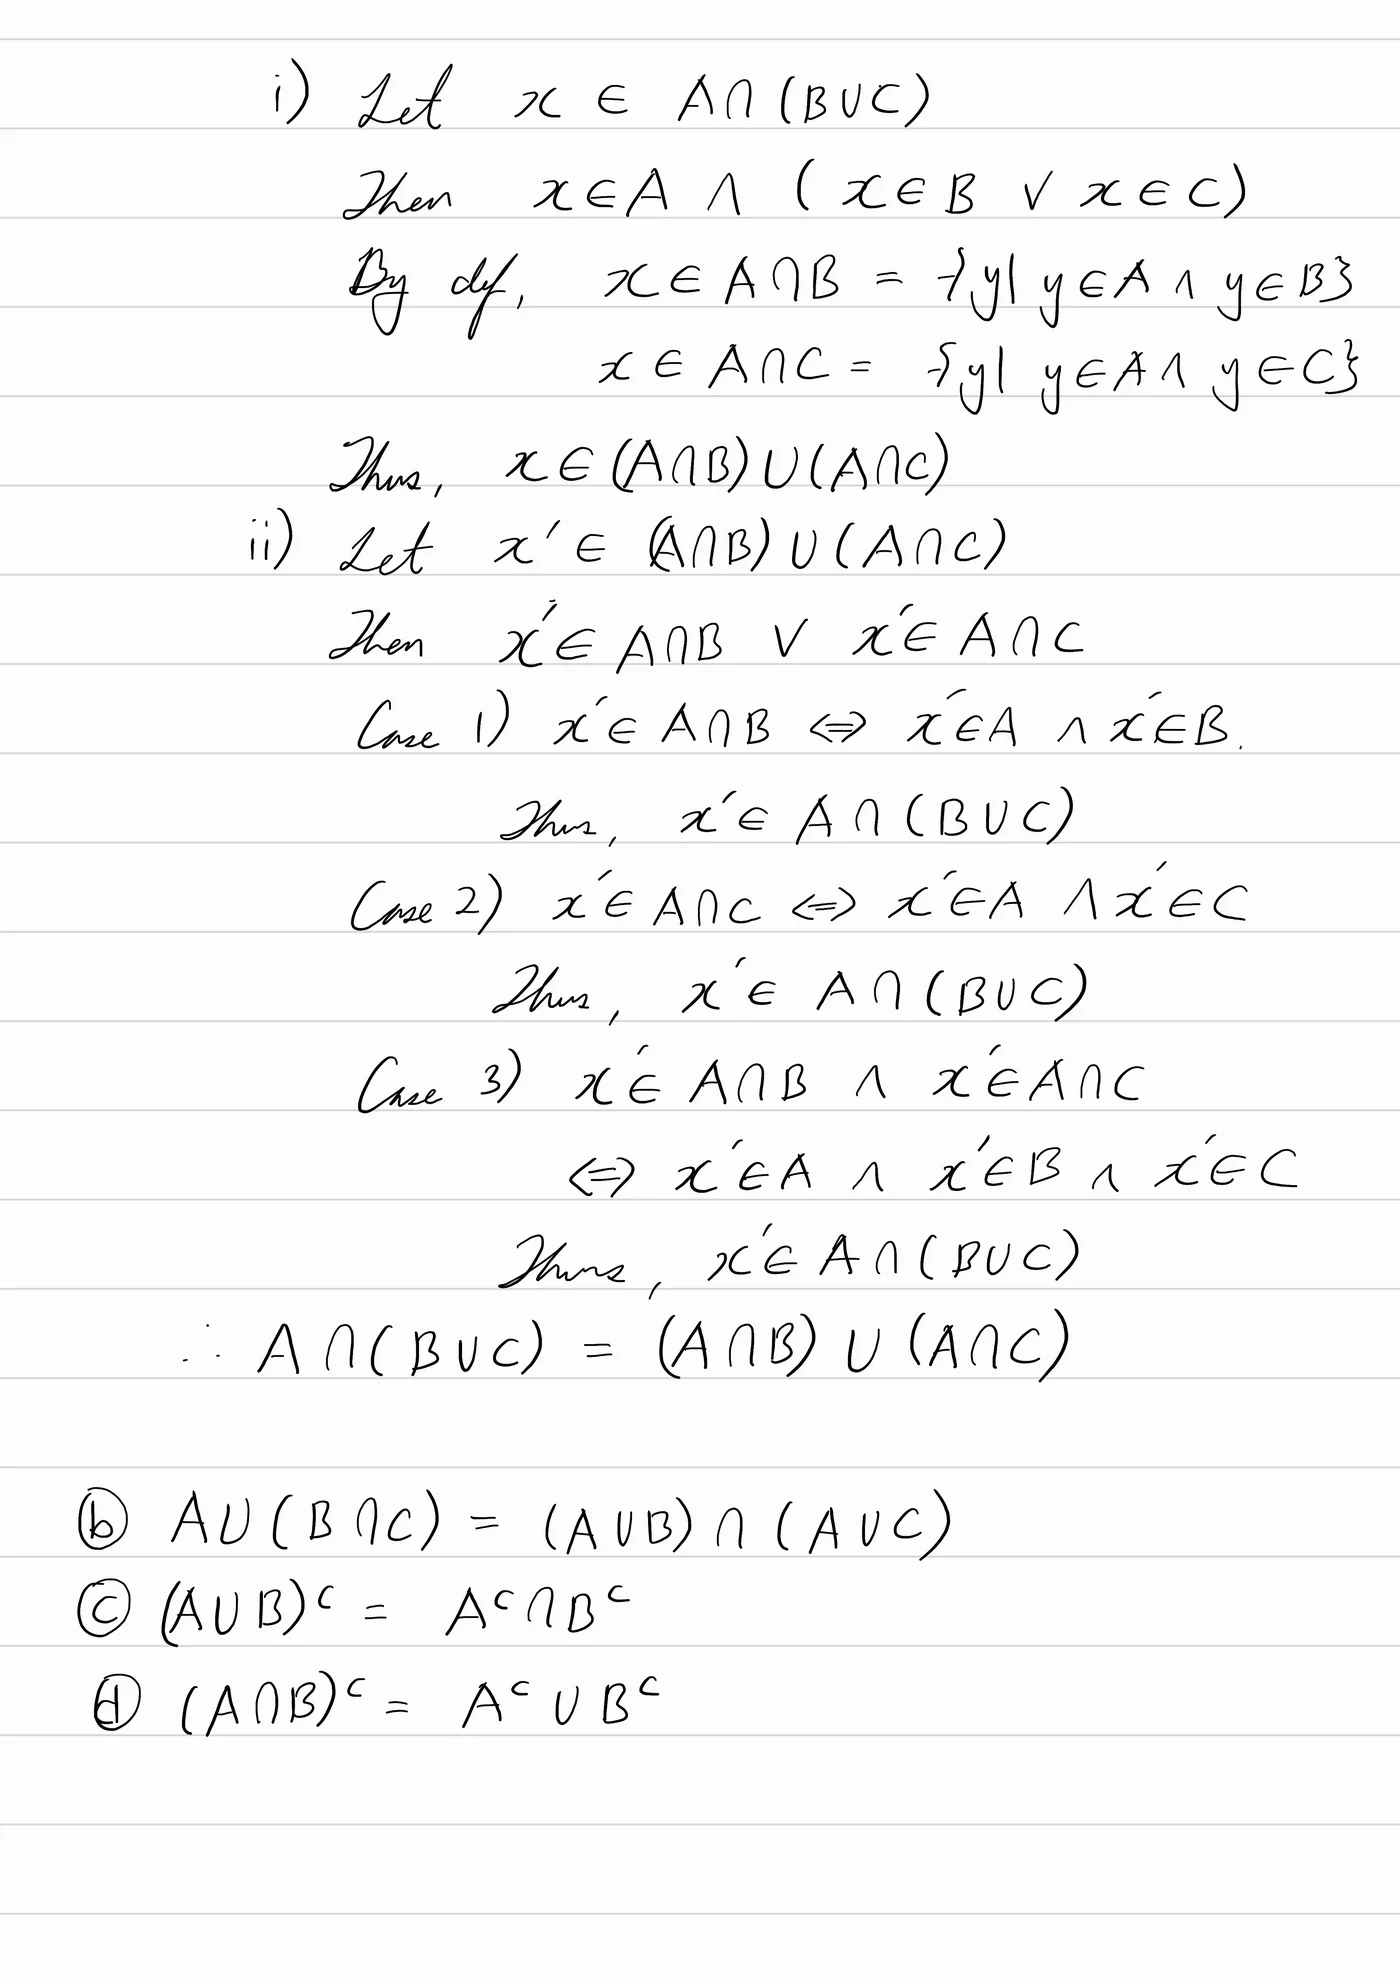 i) Let x ∈ A∩(B∪C)
Then x∈A ∧ (x∈B ∨ x∈C)
By def, x∈A∩B = {y| y∈A ∧ y∈B}
x∈A∩C = {y| y∈A ∧ y∈C}
Thus, x∈(A∩B)∪(A∩C)
ii) Let x'∈ (A∩B)∪(A∩C)
Then x'∈A∩B ∨ x'∈A∩C
Case 1) x'∈A∩B ⇔ x'∈A ∧ x'∈B.
Thus, x'∈ A∩(B∪C)
Case 2) x'∈A∩C ⇔ x'∈A ∧ x'∈C
Thus, x'∈ A∩(B∪C)
Case 3) x'∈ A∩B ∧ x'∈A∩C
⇔ x'∈A ∧ x'∈B ∧ x'∈C
Thus, x'∈A∩(B∪C)
∴ A∩(B∪C) = (A∩B) ∪ (A∩C)
ⓑ A∪(B∩C) = (A∪B)∩(A∪C)
ⓒ (A∪B)ᶜ = Aᶜ∩Bᶜ
ⓓ (A∩B)ᶜ = Aᶜ∪Bᶜ